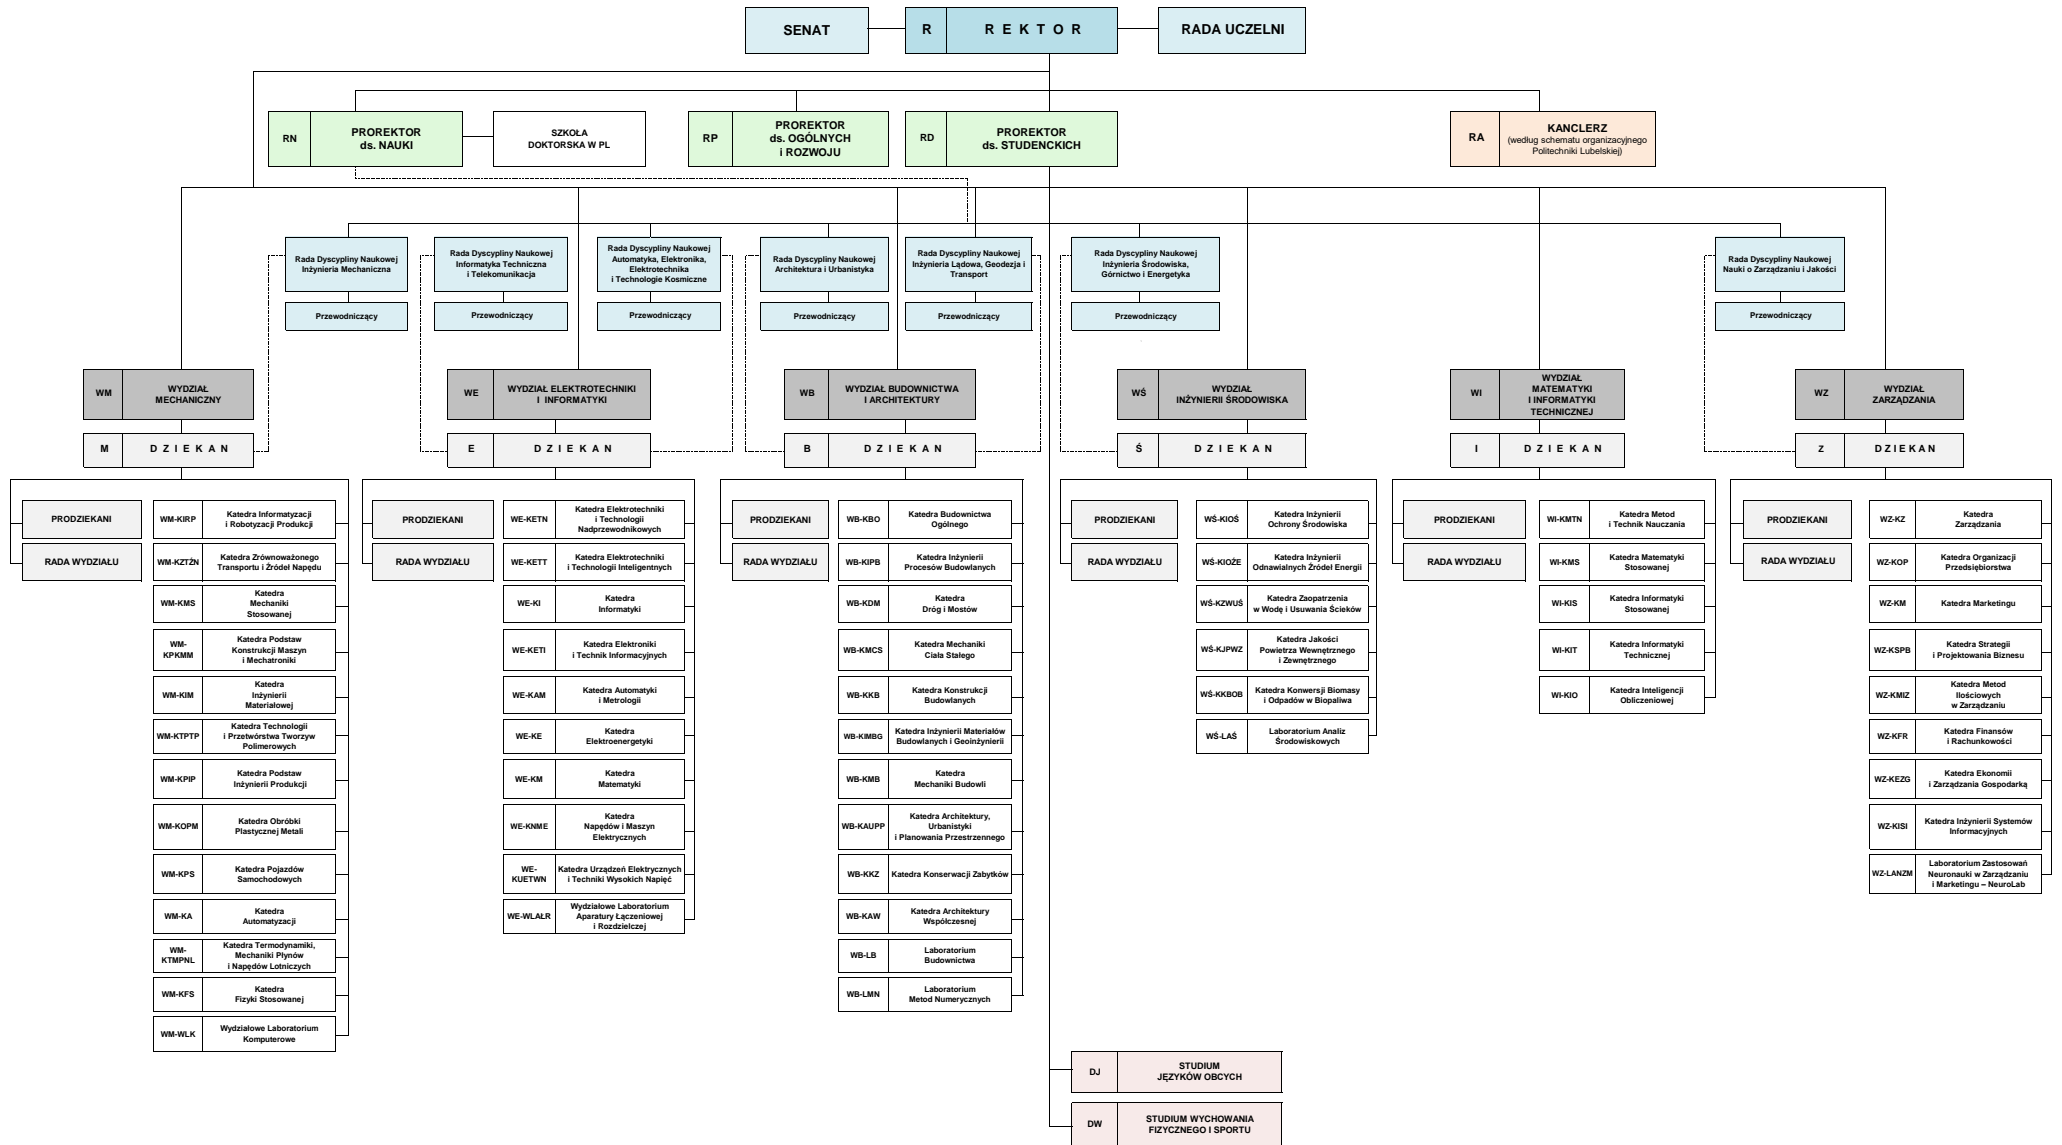 SENAT
R
R E K T O R
RADA UCZELNI
RN
PROREKTOR
ds. NAUKI
SZKOŁA
DOKTORSKA W PL
RP
PROREKTOR
ds. OGÓLNYCH
i ROZWOJU
RD
PROREKTOR
ds. STUDENCKICH
RA
KANCLERZ
(według schematu organizacyjnego
Politechniki Lubelskiej)
Rada Dyscypliny Naukowej
Inżynieria Mechaniczna
Przewodniczący
Rada Dyscypliny Naukowej
Informatyka Techniczna
i Telekomunikacja
Przewodniczący
Rada Dyscypliny Naukowej
Automatyka, Elektronika,
Elektrotechnika
i Technologie Kosmiczne
Przewodniczący
Rada Dyscypliny Naukowej
Architektura i Urbanistyka
Przewodniczący
Rada Dyscypliny Naukowej
Inżynieria Lądowa, Geodezja i
Transport
Przewodniczący
Rada Dyscypliny Naukowej
Inżynieria Środowiska,
Górnictwo i Energetyka
Przewodniczący
Rada Dyscypliny Naukowej
Nauki o Zarządzaniu i Jakości
Przewodniczący
WM
WYDZIAŁ
MECHANICZNY
M
D Z I E K A N
PRODZIEKANI
RADA WYDZIAŁU
WM-KIRP
Katedra Informatyzacji
i Robotyzacji Produkcji
WM-KZTŻN
Katedra Zrównoważonego
Transportu i Źródeł Napędu
WM-KMS
Katedra
Mechaniki
Stosowanej
WM-
KPKMM
Katedra Podstaw
Konstrukcji Maszyn
i Mechatroniki
WM-KIM
Katedra
Inżynierii
Materiałowej
WM-KTPTP
Katedra Technologii
i Przetwórstwa Tworzyw
Polimerowych
WM-KPIP
Katedra Podstaw
Inżynierii Produkcji
WM-KOPM
Katedra Obróbki
Plastycznej Metali
WM-KPS
Katedra Pojazdów
Samochodowych
WM-KA
Katedra
Automatyzacji
WM-
KTMPNL
Katedra Termodynamiki,
Mechaniki Płynów
i Napędów Lotniczych
WM-KFS
Katedra
Fizyki Stosowanej
WM-WLK
Wydziałowe Laboratorium
Komputerowe
WE
WYDZIAŁ ELEKTROTECHNIKI
I INFORMATYKI
E
D Z I E K A N
PRODZIEKANI
RADA WYDZIAŁU
WE-KETN
Katedra Elektrotechniki
i Technologii
Nadprzewodnikowych
WE-KETT
Katedra Elektrotechniki
i Technologii Inteligentnych
WE-KI
Katedra
Informatyki
WE-KETI
Katedra Elektroniki
i Technik Informacyjnych
WE-KAM
Katedra Automatyki
i Metrologii
WE-KE
Katedra
Elektroenergetyki
WE-KM
Katedra
Matematyki
WE-KNME
Katedra
Napędów i Maszyn
Elektrycznych
WE-
KUETWN
Katedra Urządzeń Elektrycznych
i Techniki Wysokich Napięć
WE-WLAŁR
Wydziałowe Laboratorium
Aparatury Łączeniowej
i Rozdzielczej
WB
WYDZIAŁ BUDOWNICTWA
I ARCHITEKTURY
B
D Z I E K A N
PRODZIEKANI
RADA WYDZIAŁU
WB-KBO
Katedra Budownictwa
Ogólnego
WB-KIPB
Katedra Inżynierii
Procesów Budowlanych
WB-KDM
Katedra
Dróg i Mostów
WB-KMCS
Katedra Mechaniki
Ciała Stałego
WB-KKB
Katedra Konstrukcji
Budowlanych
WB-KIMBG
Katedra Inżynierii Materiałów
Budowlanych i Geoinżynierii
WB-KMB
Katedra
Mechaniki Budowli
WB-KAUPP
Katedra Architektury,
Urbanistyki
i Planowania Przestrzennego
WB-KKZ
Katedra Konserwacji Zabytków
WB-KAW
Katedra Architektury
Współczesnej
WB-LB
Laboratorium
Budownictwa
WB-LMN
Laboratorium
Metod Numerycznych
WŚ
WYDZIAŁ
INŻYNIERII ŚRODOWISKA
Ś
D Z I E K A N
PRODZIEKANI
RADA WYDZIAŁU
WŚ-KIOŚ
Katedra Inżynierii
Ochrony Środowiska
WŚ-KIOŻE
Katedra Inżynierii
Odnawialnych Źródeł Energii
WŚ-KZWUŚ
Katedra Zaopatrzenia
w Wodę i Usuwania Ścieków
WŚ-KJPWZ
Katedra Jakości
Powietrza Wewnętrznego
i Zewnętrznego
WŚ-KKBOB
Katedra Konwersji Biomasy
i Odpadów w Biopaliwa
WŚ-LAŚ
Laboratorium Analiz
Środowiskowych
WI
WYDZIAŁ
MATEMATYKI
I INFORMATYKI
TECHNICZNEJ
I
D Z I E K A N
PRODZIEKANI
RADA WYDZIAŁU
WI-KMTN
Katedra Metod
i Technik Nauczania
WI-KMS
Katedra Matematyki
Stosowanej
WI-KIS
Katedra Informatyki
Stosowanej
WI-KIT
Katedra Informatyki
Technicznej
WI-KIO
Katedra Inteligencji
Obliczeniowej
WZ
WYDZIAŁ
ZARZĄDZANIA
Z
D Z I E K A N
PRODZIEKANI
RADA WYDZIAŁU
WZ-KZ
Katedra
Zarządzania
WZ-KOP
Katedra Organizacji
Przedsiębiorstwa
WZ-KM
Katedra Marketingu
WZ-KSPB
Katedra Strategii
i Projektowania Biznesu
WZ-KMIZ
Katedra Metod
Ilościowych
w Zarządzaniu
WZ-KFR
Katedra Finansów
i Rachunkowości
WZ-KEZG
Katedra Ekonomii
i Zarządzania Gospodarką
WZ-KISI
Katedra Inżynierii Systemów
Informacyjnych
WZ-LANZM
Laboratorium Zastosowań
Neuronauki w Zarządzaniu
i Marketingu – NeuroLab
DJ
STUDIUM
JĘZYKÓW OBCYCH
DW
STUDIUM WYCHOWANIA
FIZYCZNEGO I SPORTU